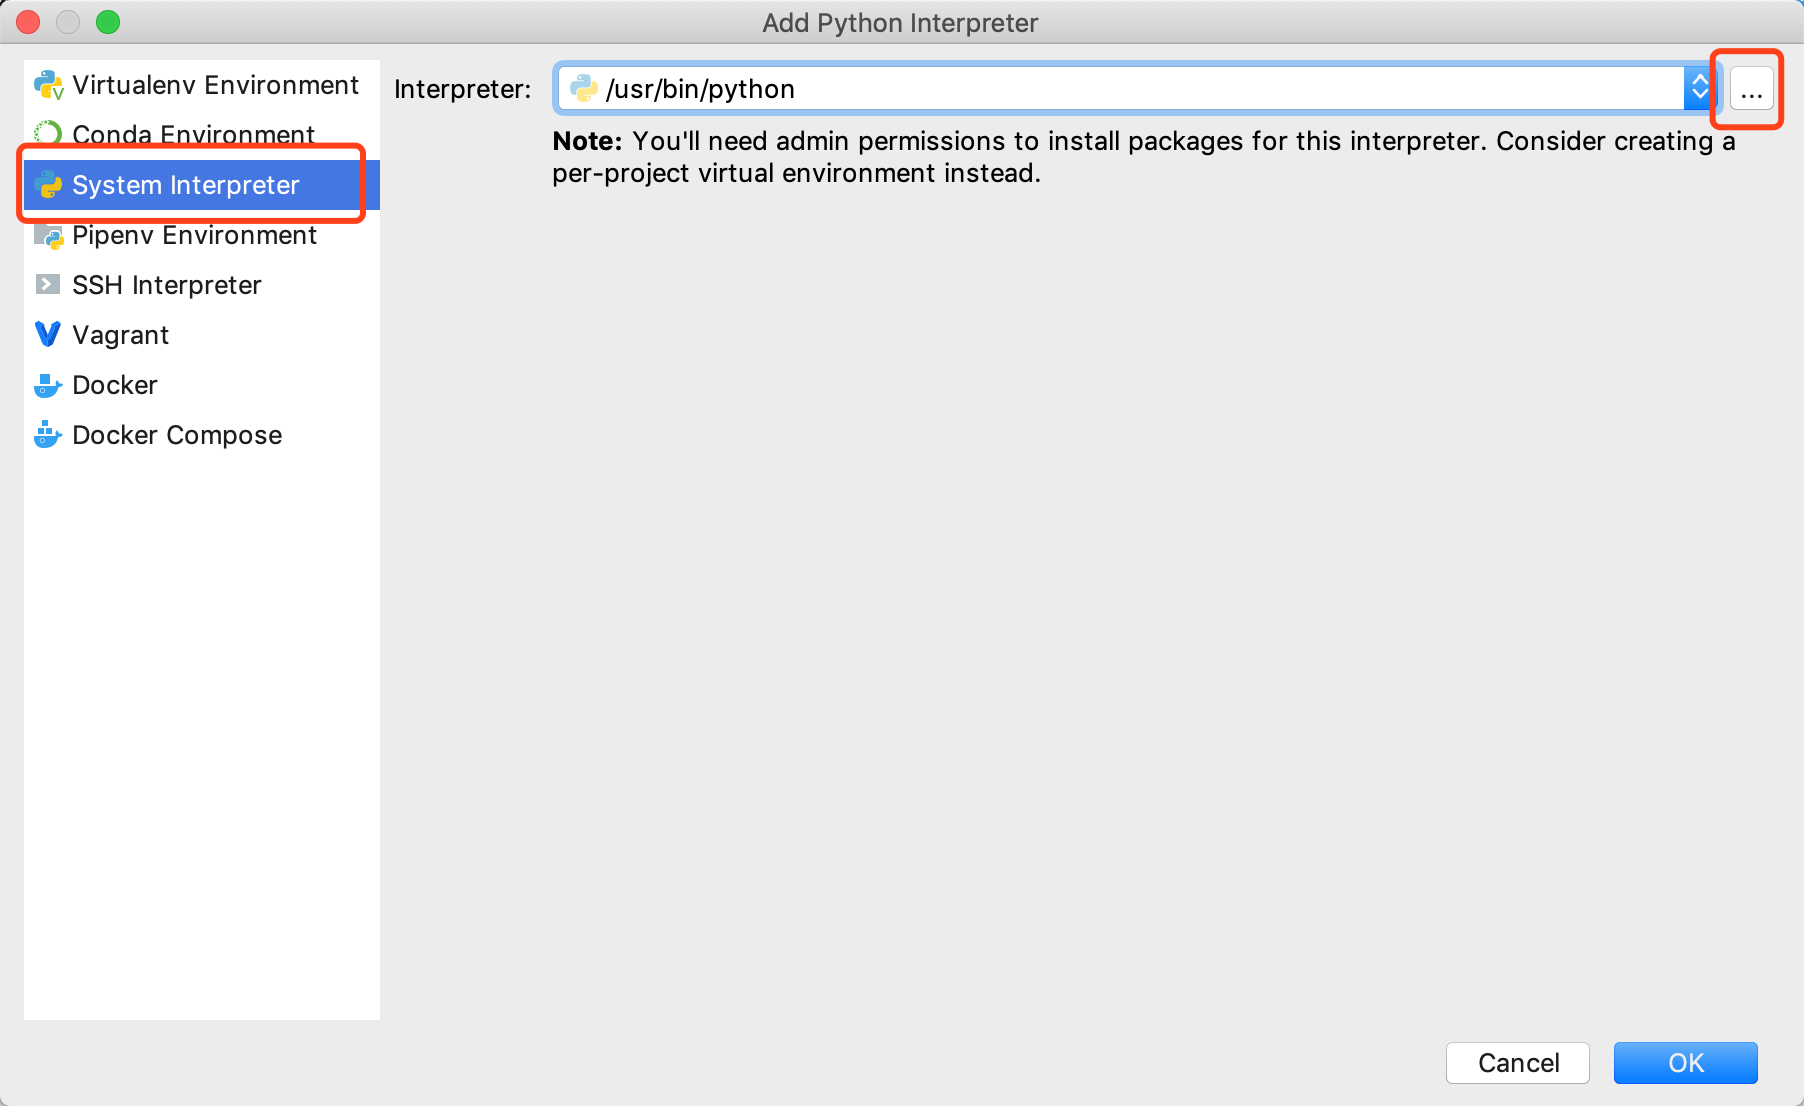 Add Python Interpreter
Virtualenv Environment
Conda Environment
System Interpreter
Pipenv Environment
SSH Interpreter
Vagrant
Docker
Docker Compose
Interpreter: /usr/bin/python ...
Note: You'll need admin permissions to install packages for this interpreter. Consider creating a
per-project virtual environment instead.
Cancel OK